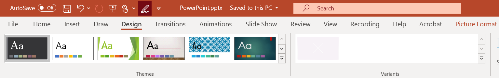 AutoSave Off PowerPoint.pptx • Saved to this PC Search
File Home Insert Draw Design Transitions Animations Slide Show Review View Recording Help Acrobat Picture Format
Aa Aa Aa Aa Aa Aa
Themes Variants